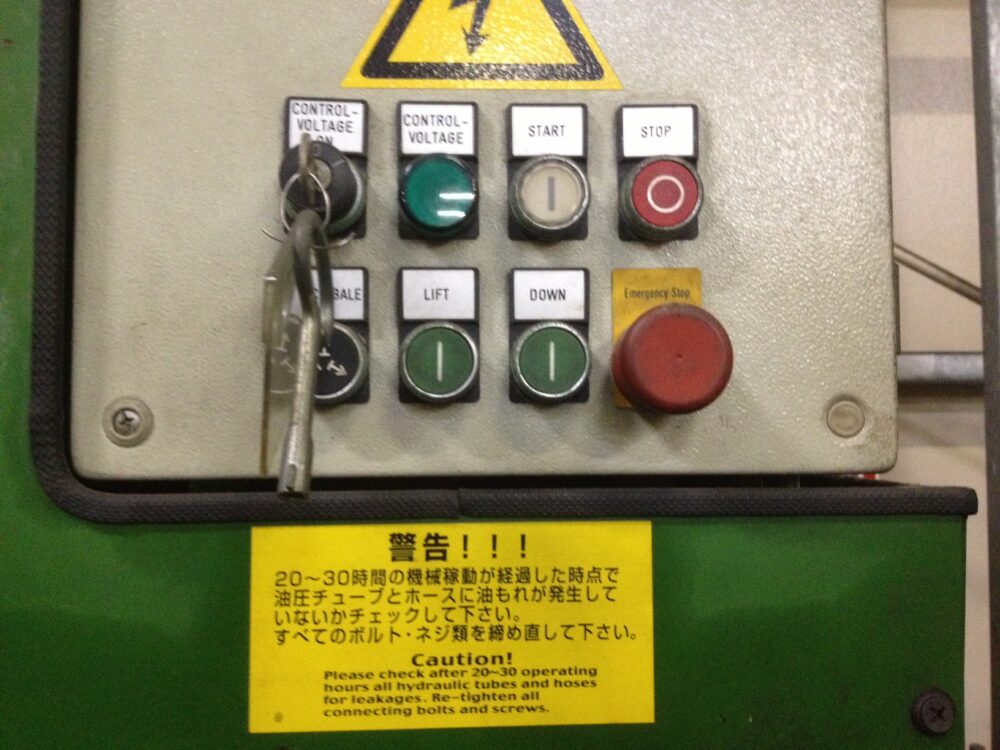 CONTROL-
VOLTAGE
ON
CONTROL-
VOLTAGE
START
STOP
BALE
LIFT
DOWN
Emergency Stop
警告!!!
20〜30時間の機械稼動が経過した時点で
油圧チューブとホースに油もれが発生して
いないかチェックして下さい。
すべてのボルト・ネジ類を締め直して下さい。
Caution!
Please check after 20~30 operating
hours all hydraulic tubes and hoses
for leakages. Re-tighten all
connecting bolts and screws.